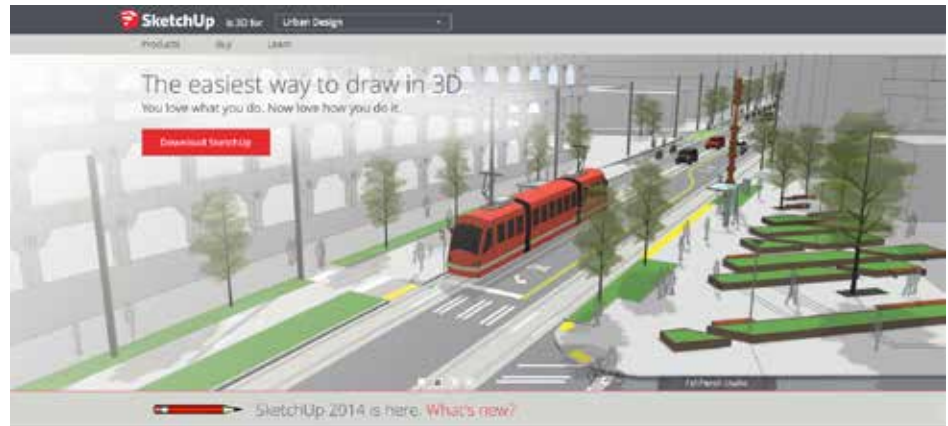 SketchUp is 3D for Urban Design
Products Buy Learn
The easiest way to draw in 3D
You love what you do. Now love how you do it.
Download SketchUp
SketchUp 2014 is here. What's new?